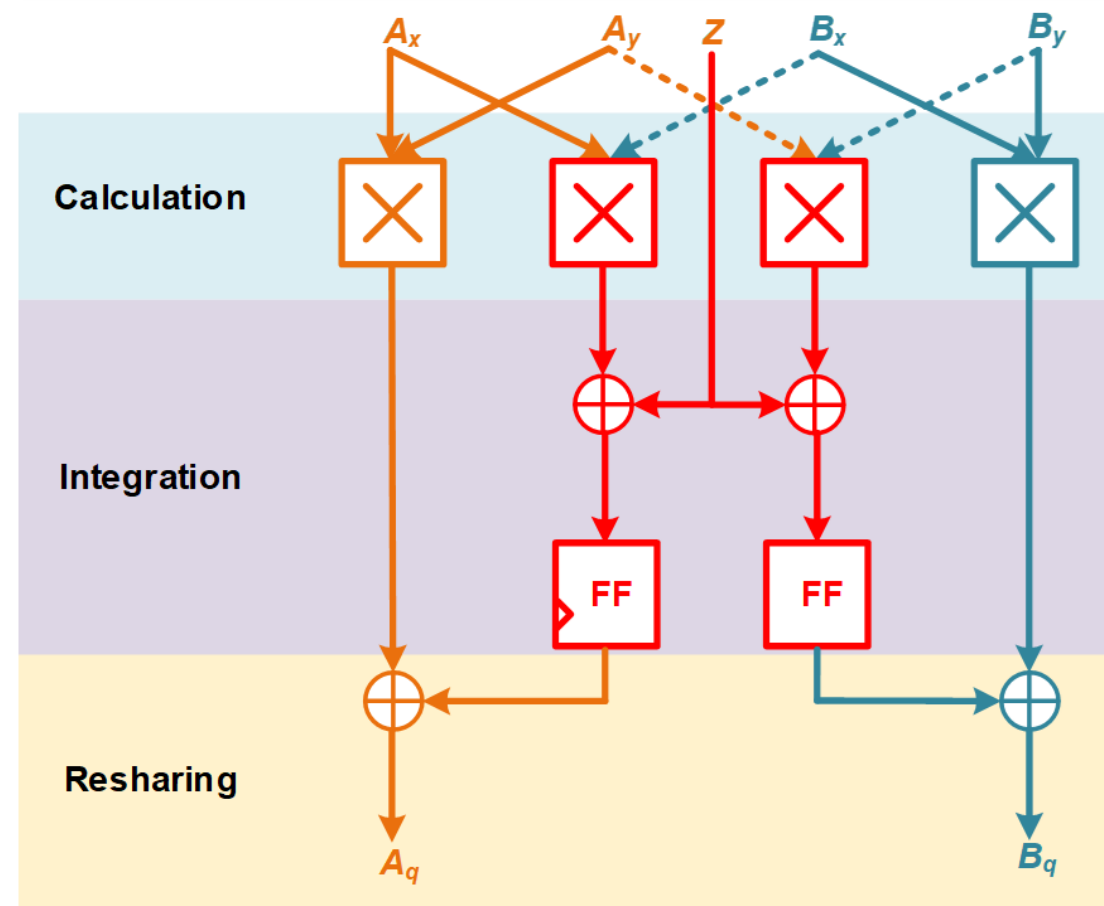 Ax Ay Z Bx By
Calculation
Integration
FF FF
Resharing
Aq Bq